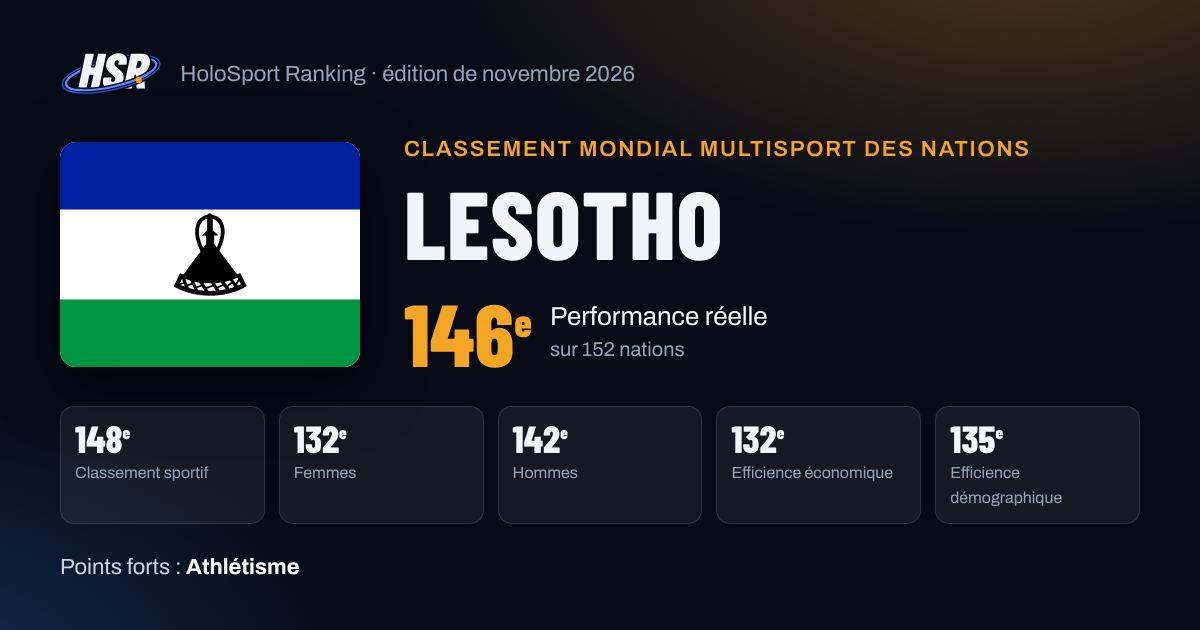 HSR
HoloSport Ranking · édition de novembre 2026
CLASSEMENT MONDIAL MULTISPORT DES NATIONS
LESOTHO
146e
Performance réelle
sur 152 nations
148e
Classement sportif
132e
Femmes
142e
Hommes
132e
Efficience économique
135e
Efficience
démographique
Points forts : Athlétisme